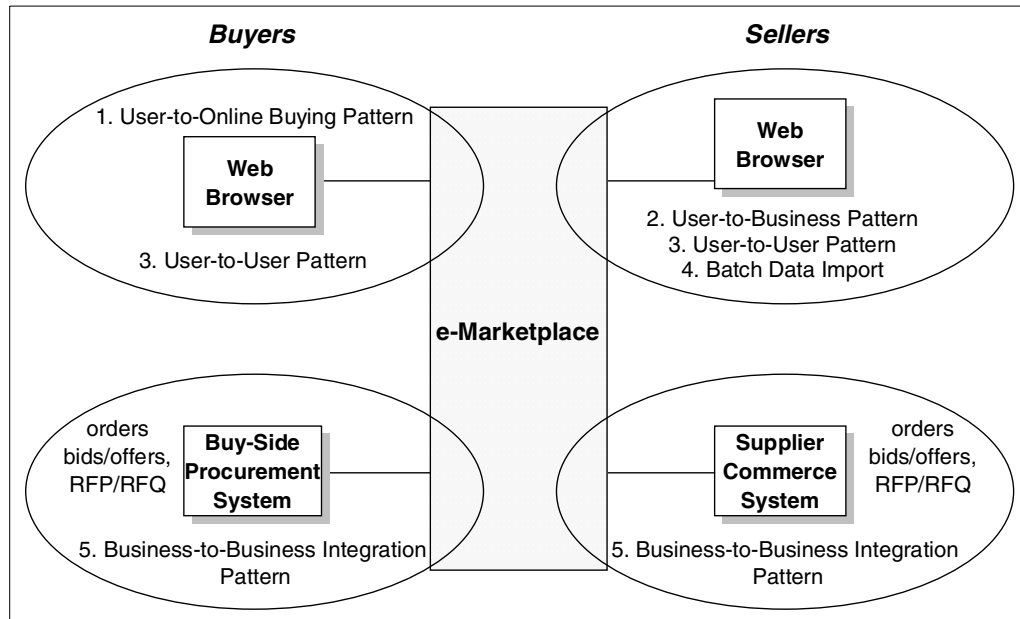 Buyers
Sellers
1. User-to-Online Buying Pattern
Web
Browser
3. User-to-User Pattern
Web
Browser
2. User-to-Business Pattern
3. User-to-User Pattern
4. Batch Data Import
e-Marketplace
orders
bids/offers,
RFP/RFQ
Buy-Side
Procurement
System
5. Business-to-Business Integration
Pattern
Supplier
Commerce
System
orders
bids/offers,
RFP/RFQ
5. Business-to-Business Integration
Pattern